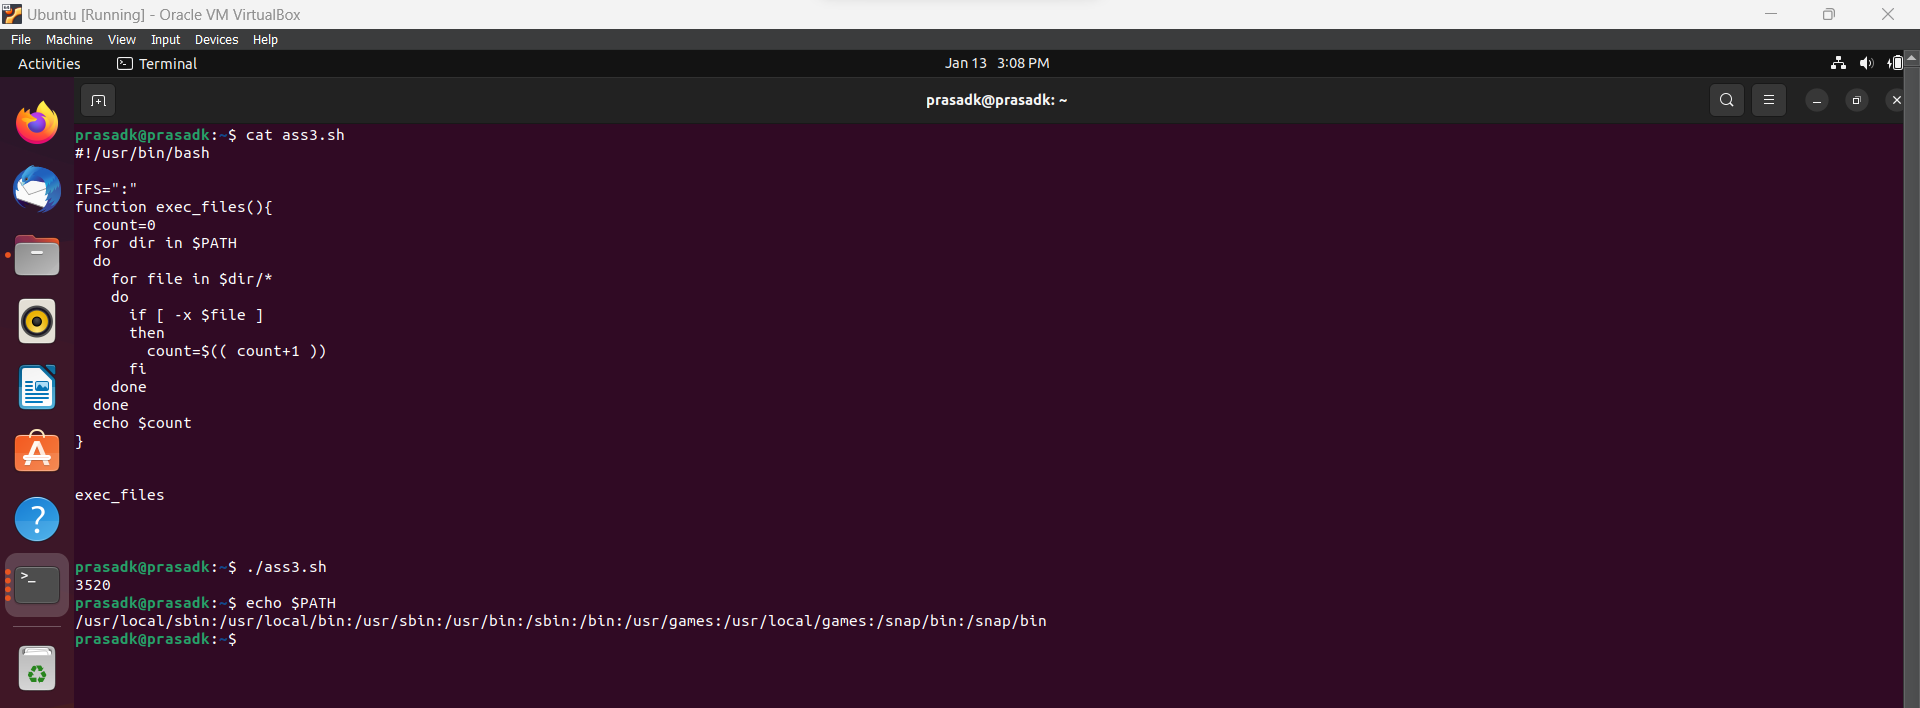 Ubuntu [Running] - Oracle VM VirtualBox
File Machine View Input Devices Help
Activities Terminal Jan 13 3:08 PM
prasadk@prasadk: ~
prasadk@prasadk:~$ cat ass3.sh
#!/usr/bin/bash
IFS=":"
function exec_files(){
count=0
for dir in $PATH
do
for file in $dir/*
do
if [ -x $file ]
then
count=$(( count+1 ))
fi
done
done
echo $count
}
exec_files
prasadk@prasadk:~$ ./ass3.sh
3520
prasadk@prasadk:~$ echo $PATH
/usr/local/sbin:/usr/local/bin:/usr/sbin:/usr/bin:/sbin:/bin:/usr/games:/usr/local/games:/snap/bin:/snap/bin
prasadk@prasadk:~$